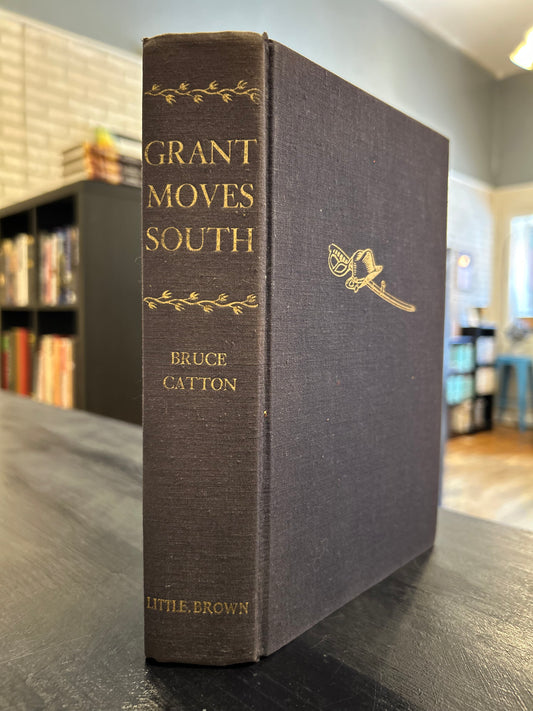 GRANT
MOVES
SOUTH
BRUCE
CATTON
LITTLE, BROWN